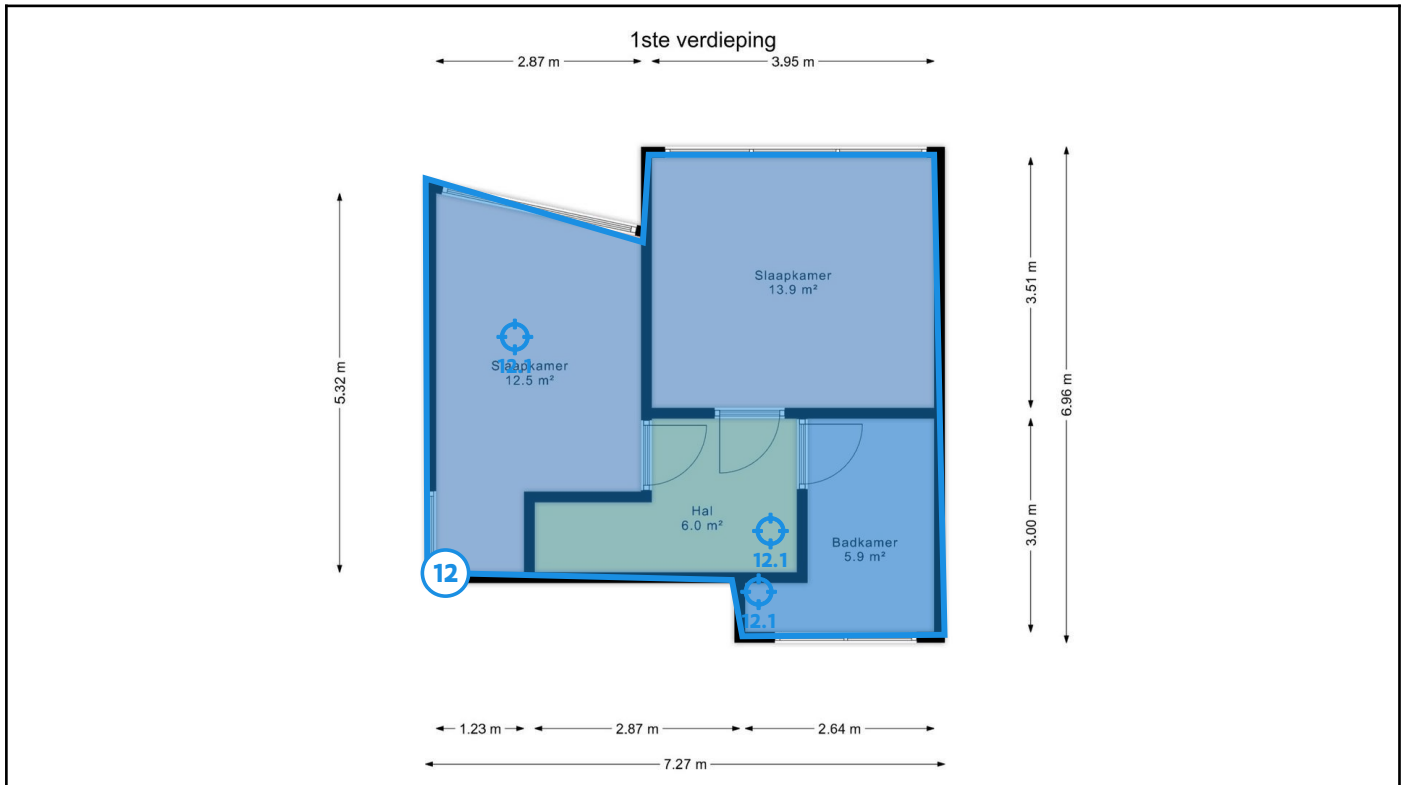 1ste verdieping
2.87 m
3.95 m
Slaapkamer
13.9 m²
3.51 m
6.96 m
5.32 m
12.1
Slaapkamer
12.5 m²
Hal
6.0 m²
12.1
Badkamer
5.9 m²
3.00 m
12
12.1
1.23 m
2.87 m
2.64 m
7.27 m